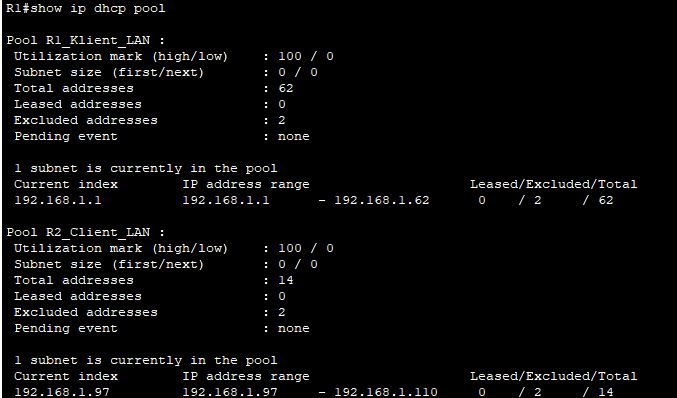 R1#show ip dhcp pool
Pool R1_Klient_LAN :
Utilization mark (high/low) : 100 / 0
Subnet size (first/next) : 0 / 0
Total addresses : 62
Leased addresses : 0
Excluded addresses : 2
Pending event : none
1 subnet is currently in the pool
Current index IP address range Leased/Excluded/Total
192.168.1.1 192.168.1.1 - 192.168.1.62 0 / 2 / 62
Pool R2_Client_LAN :
Utilization mark (high/low) : 100 / 0
Subnet size (first/next) : 0 / 0
Total addresses : 14
Leased addresses : 0
Excluded addresses : 2
Pending event : none
1 subnet is currently in the pool
Current index IP address range Leased/Excluded/Total
192.168.1.97 192.168.1.97 - 192.168.1.110 0 / 2 / 14